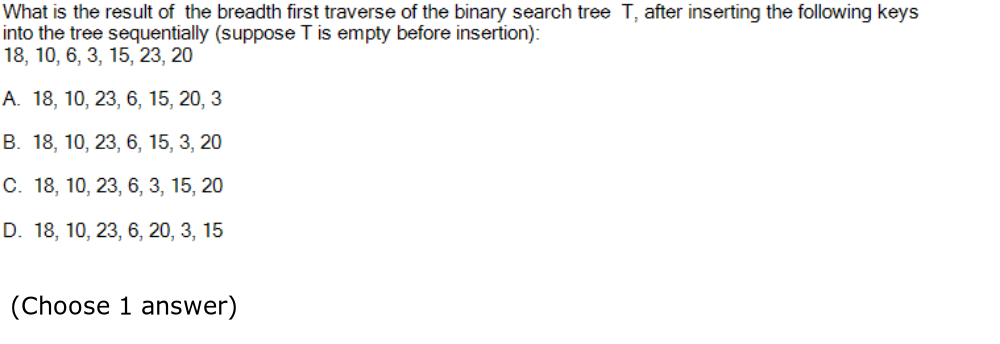 What is the result of the breadth first traverse of the binary search tree T, after inserting the following keys
into the tree sequentially (suppose T is empty before insertion):
18, 10, 6, 3, 15, 23, 20
A. 18, 10, 23, 6, 15, 20, 3
B. 18, 10, 23, 6, 15, 3, 20
C. 18, 10, 23, 6, 3, 15, 20
D. 18, 10, 23, 6, 20, 3, 15
(Choose 1 answer)